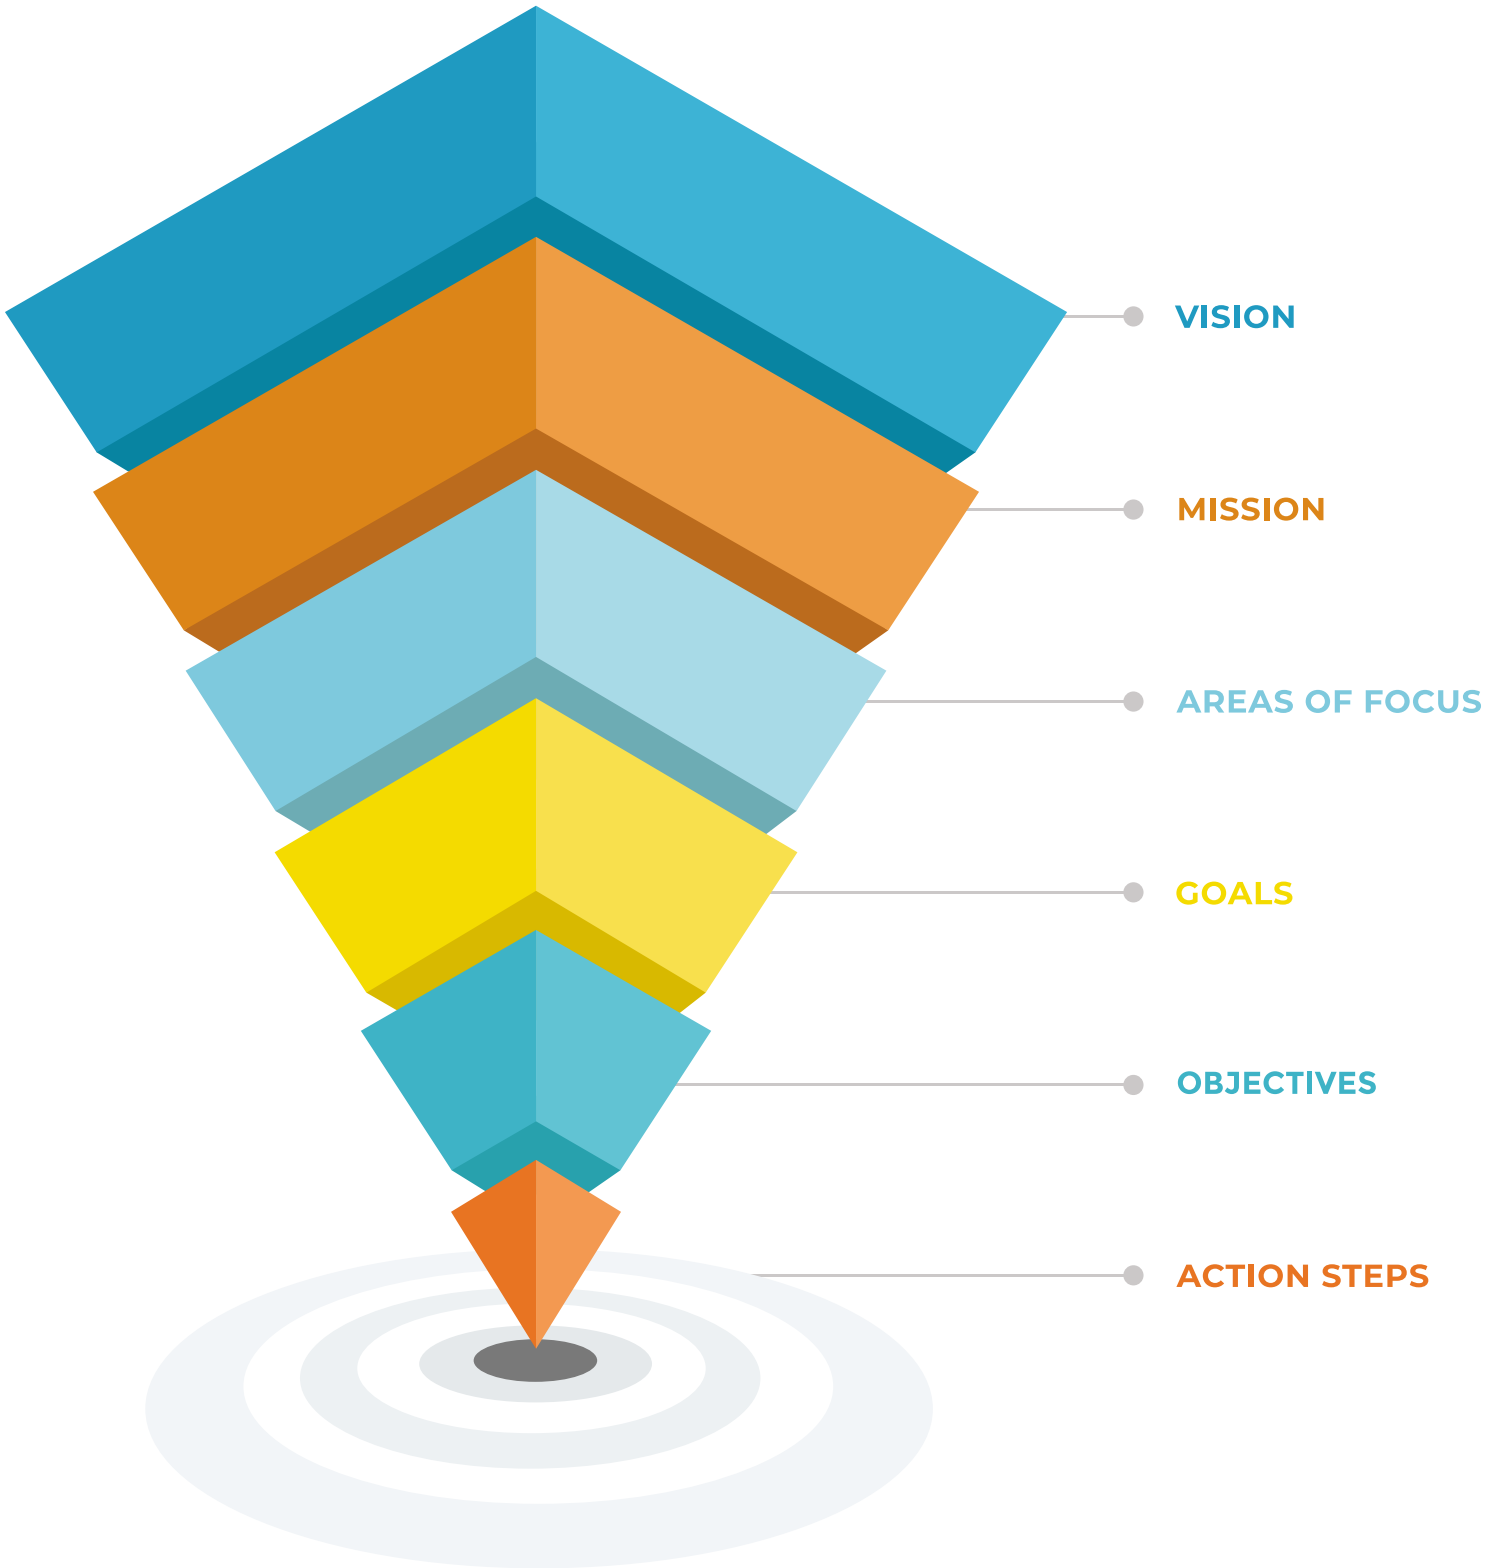 VISION
MISSION
AREAS OF FOCUS
GOALS
OBJECTIVES
ACTION STEPS